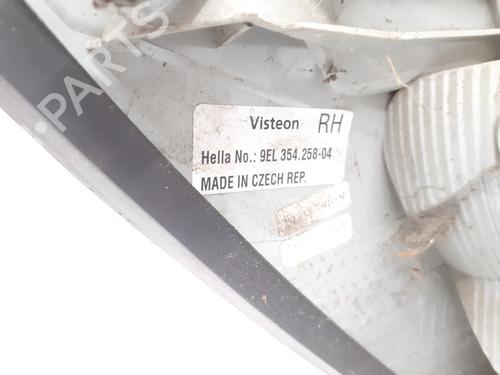 B-PARTS
Visteon RH
Hella No.: 9EL 354.258-04
MADE IN CZECH REP.